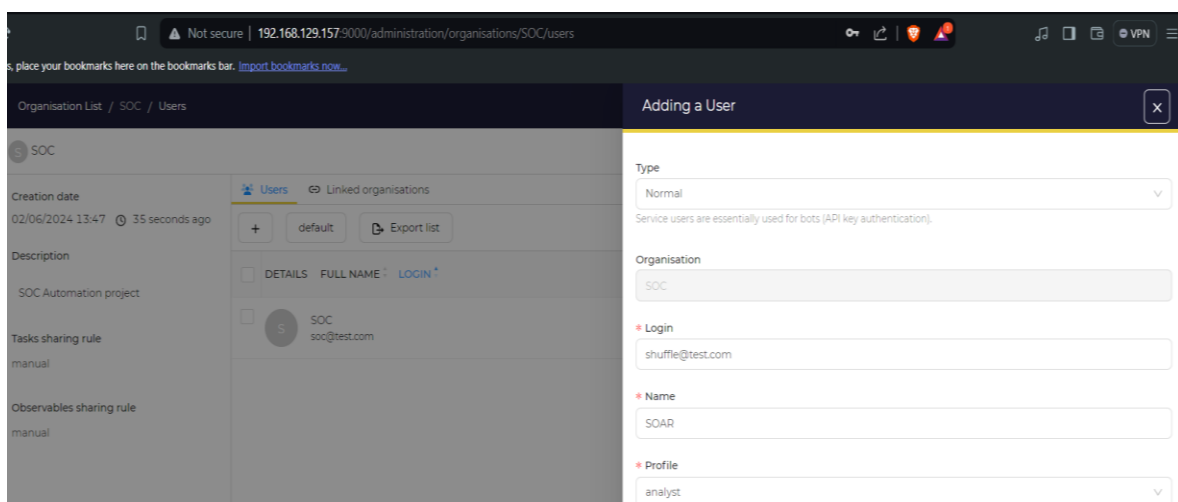 Not secure | 192.168.129.157:9000/administration/organisations/SOC/users
VPN
s, place your bookmarks here on the bookmarks bar. Import bookmarks now...
Organisation List / SOC / Users
S SOC
Creation date
02/06/2024 13:47 35 seconds ago
Description
SOC Automation project
Tasks sharing rule
manual
Observables sharing rule
manual
Users Linked organisations
+ default Export list
DETAILS FULL NAME LOGIN
S
SOC
soc@test.com
Adding a User
x
Type
Normal
Service users are essentially used for bots (API key authentication).
Organisation
SOC
* Login
shuffle@test.com
* Name
SOAR
* Profile
analyst